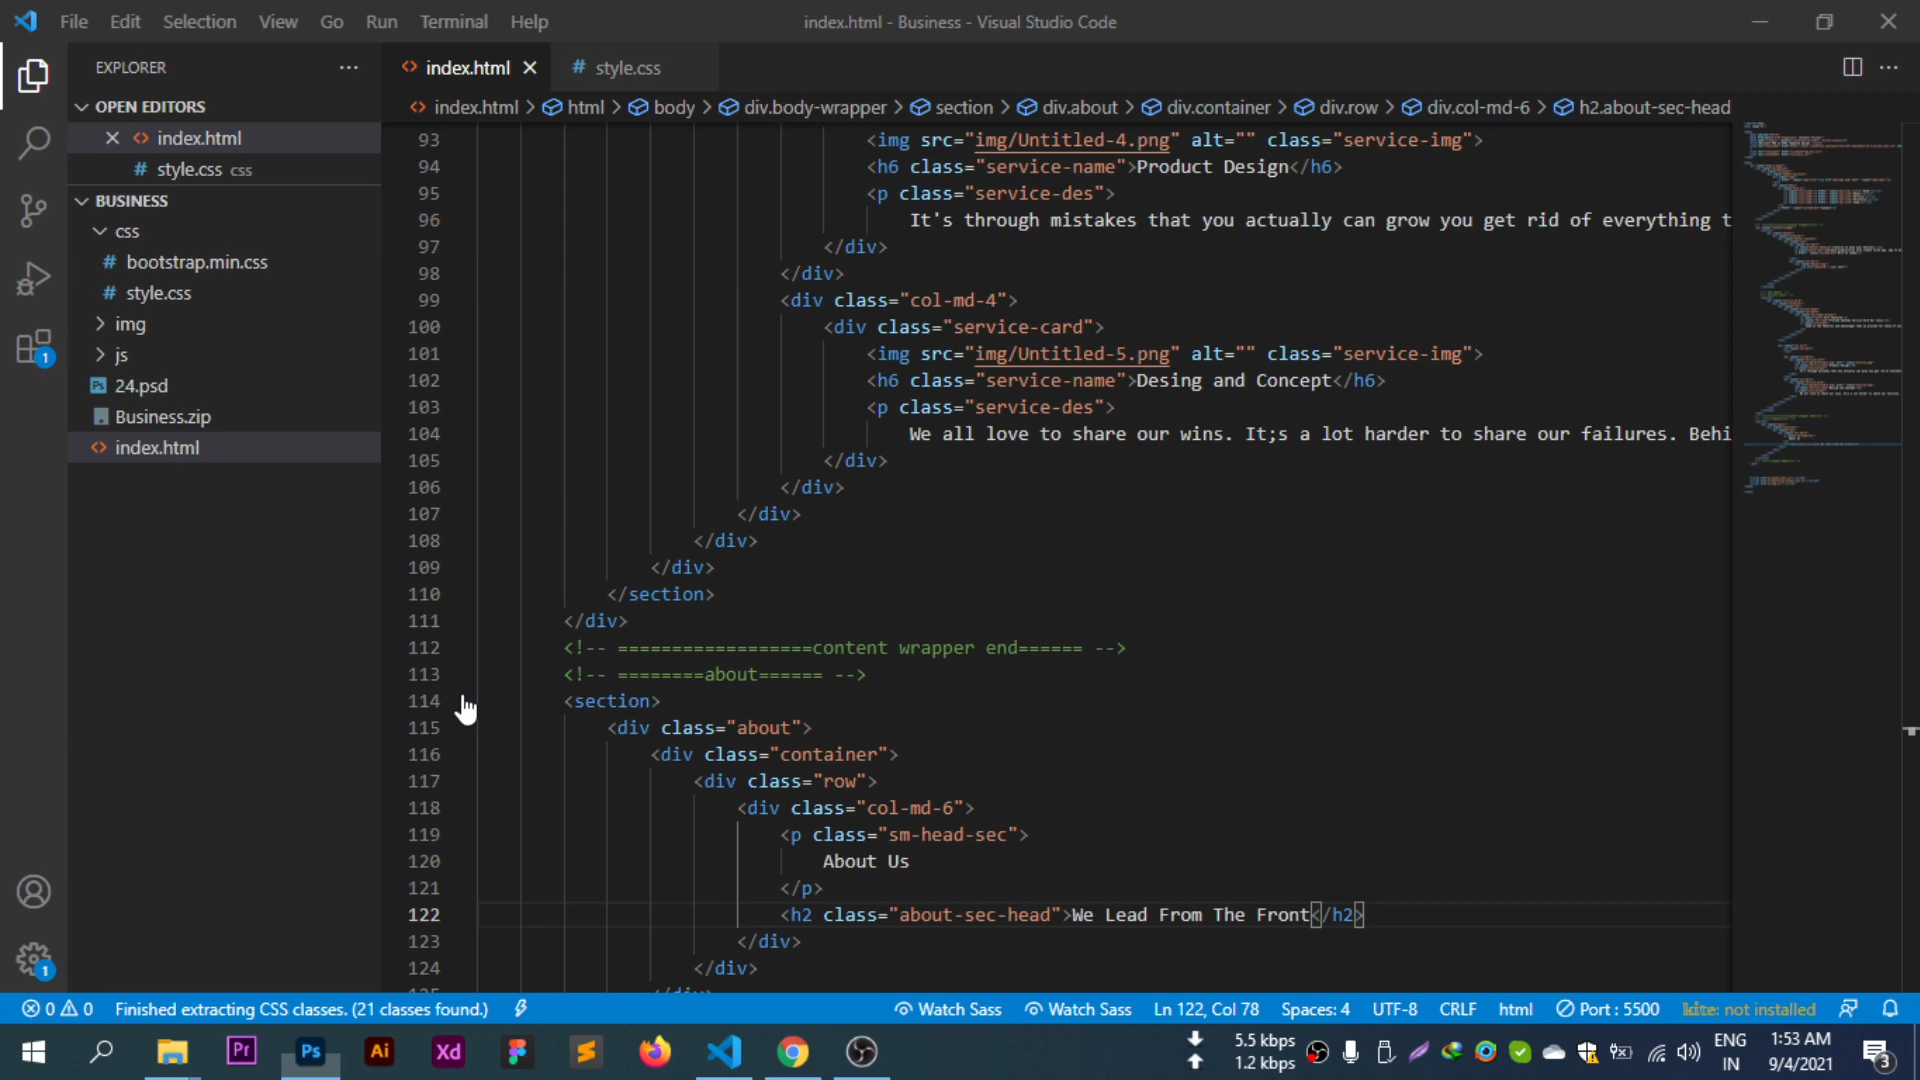 File Edit Selection View Go Run Terminal Help
index.html - Business - Visual Studio Code
EXPLORER
OPEN EDITORS
index.html
style.css css
BUSINESS
css
bootstrap.min.css
style.css
img
js
24.psd
Business.zip
index.html
1
1
index.html
style.css
index.html > html > body > div.body-wrapper > section > div.about > div.container > div.row > div.col-md-6 > h2.about-sec-head
93 <img src="img/Untitled-4.png" alt="" class="service-img">
94 <h6 class="service-name">Product Design</h6>
95 <p class="service-des">
96 It's through mistakes that you actually can grow you get rid of everything t
97 </div>
98 </div>
99 <div class="col-md-4">
100 <div class="service-card">
101 <img src="img/Untitled-5.png" alt="" class="service-img">
102 <h6 class="service-name">Desing and Concept</h6>
103 <p class="service-des">
104 We all love to share our wins. It;s a lot harder to share our failures. Behi
105 </div>
106 </div>
107 </div>
108 </div>
109 </div>
110 </section>
111 </div>
112 <!-- ==================content wrapper end====== -->
113 <!-- ========about====== -->
114 <section>
115 <div class="about">
116 <div class="container">
117 <div class="row">
118 <div class="col-md-6">
119 <p class="sm-head-sec">
120 About Us
121 </p>
122 <h2 class="about-sec-head">We Lead From The Front</h2>
123 </div>
124 </div>
0 0 Finished extracting CSS classes. (21 classes found.) Watch Sass Watch Sass Ln 122, Col 78 Spaces: 4 UTF-8 CRLF html Port : 5500 kite: not installed
Pr Ps Ai Xd
5.5 kbps
1.2 kbps
ENG
IN
1:53 AM
9/4/2021
3